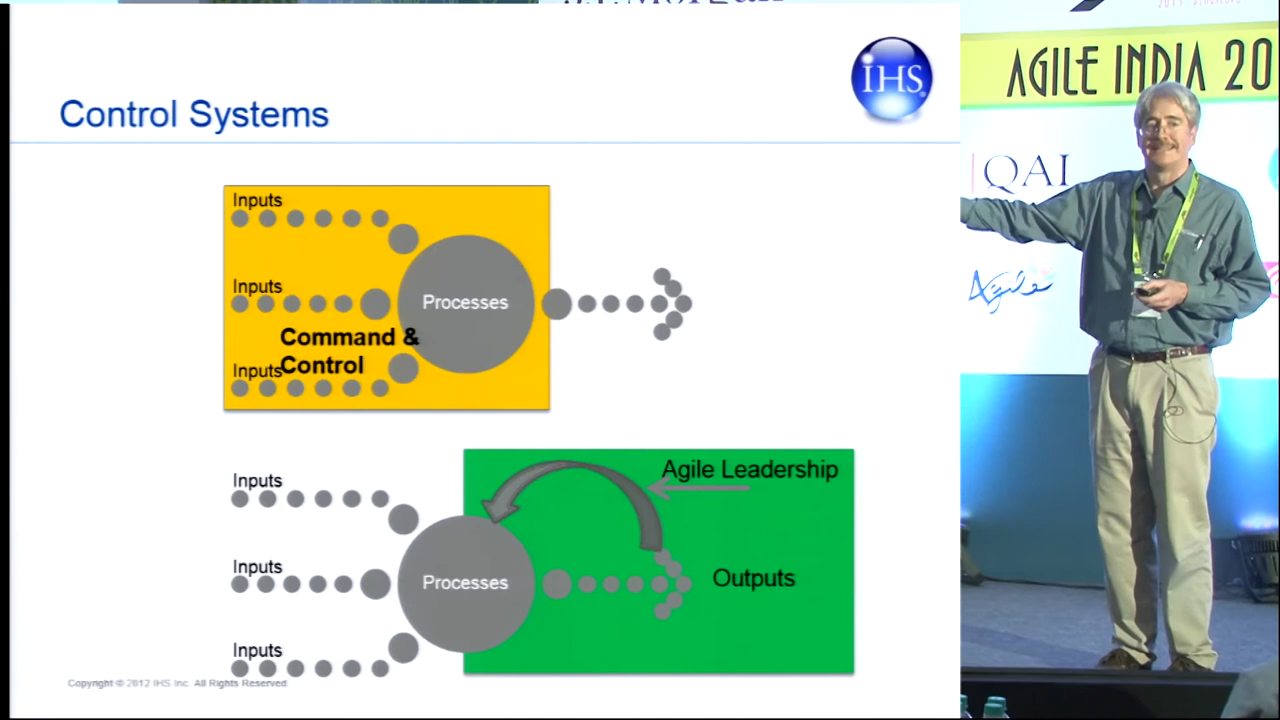 IHS
Control Systems
Inputs
Inputs
Processes
Command &
Control
Inputs
Agile Leadership
Inputs
Inputs
Processes
Outputs
Inputs
Copyright © 2012 IHS Inc. All Rights Reserved.
AGILE INDIA 20
QAI
Agile